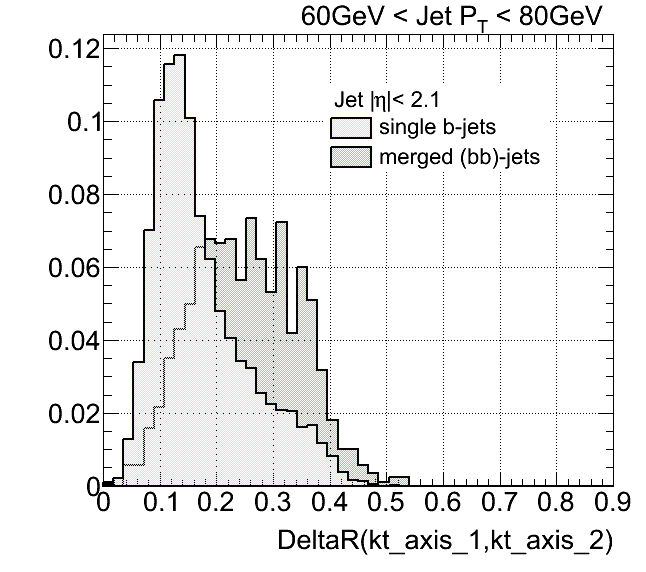 60GeV < Jet P_T < 80GeV
0.12
Jet |η|< 2.1
0.1
single b-jets
merged (bb)-jets
0.08
0.06
0.04
0.02
0
0 0.1 0.2 0.3 0.4 0.5 0.6 0.7 0.8 0.9
DeltaR(kt_axis_1,kt_axis_2)